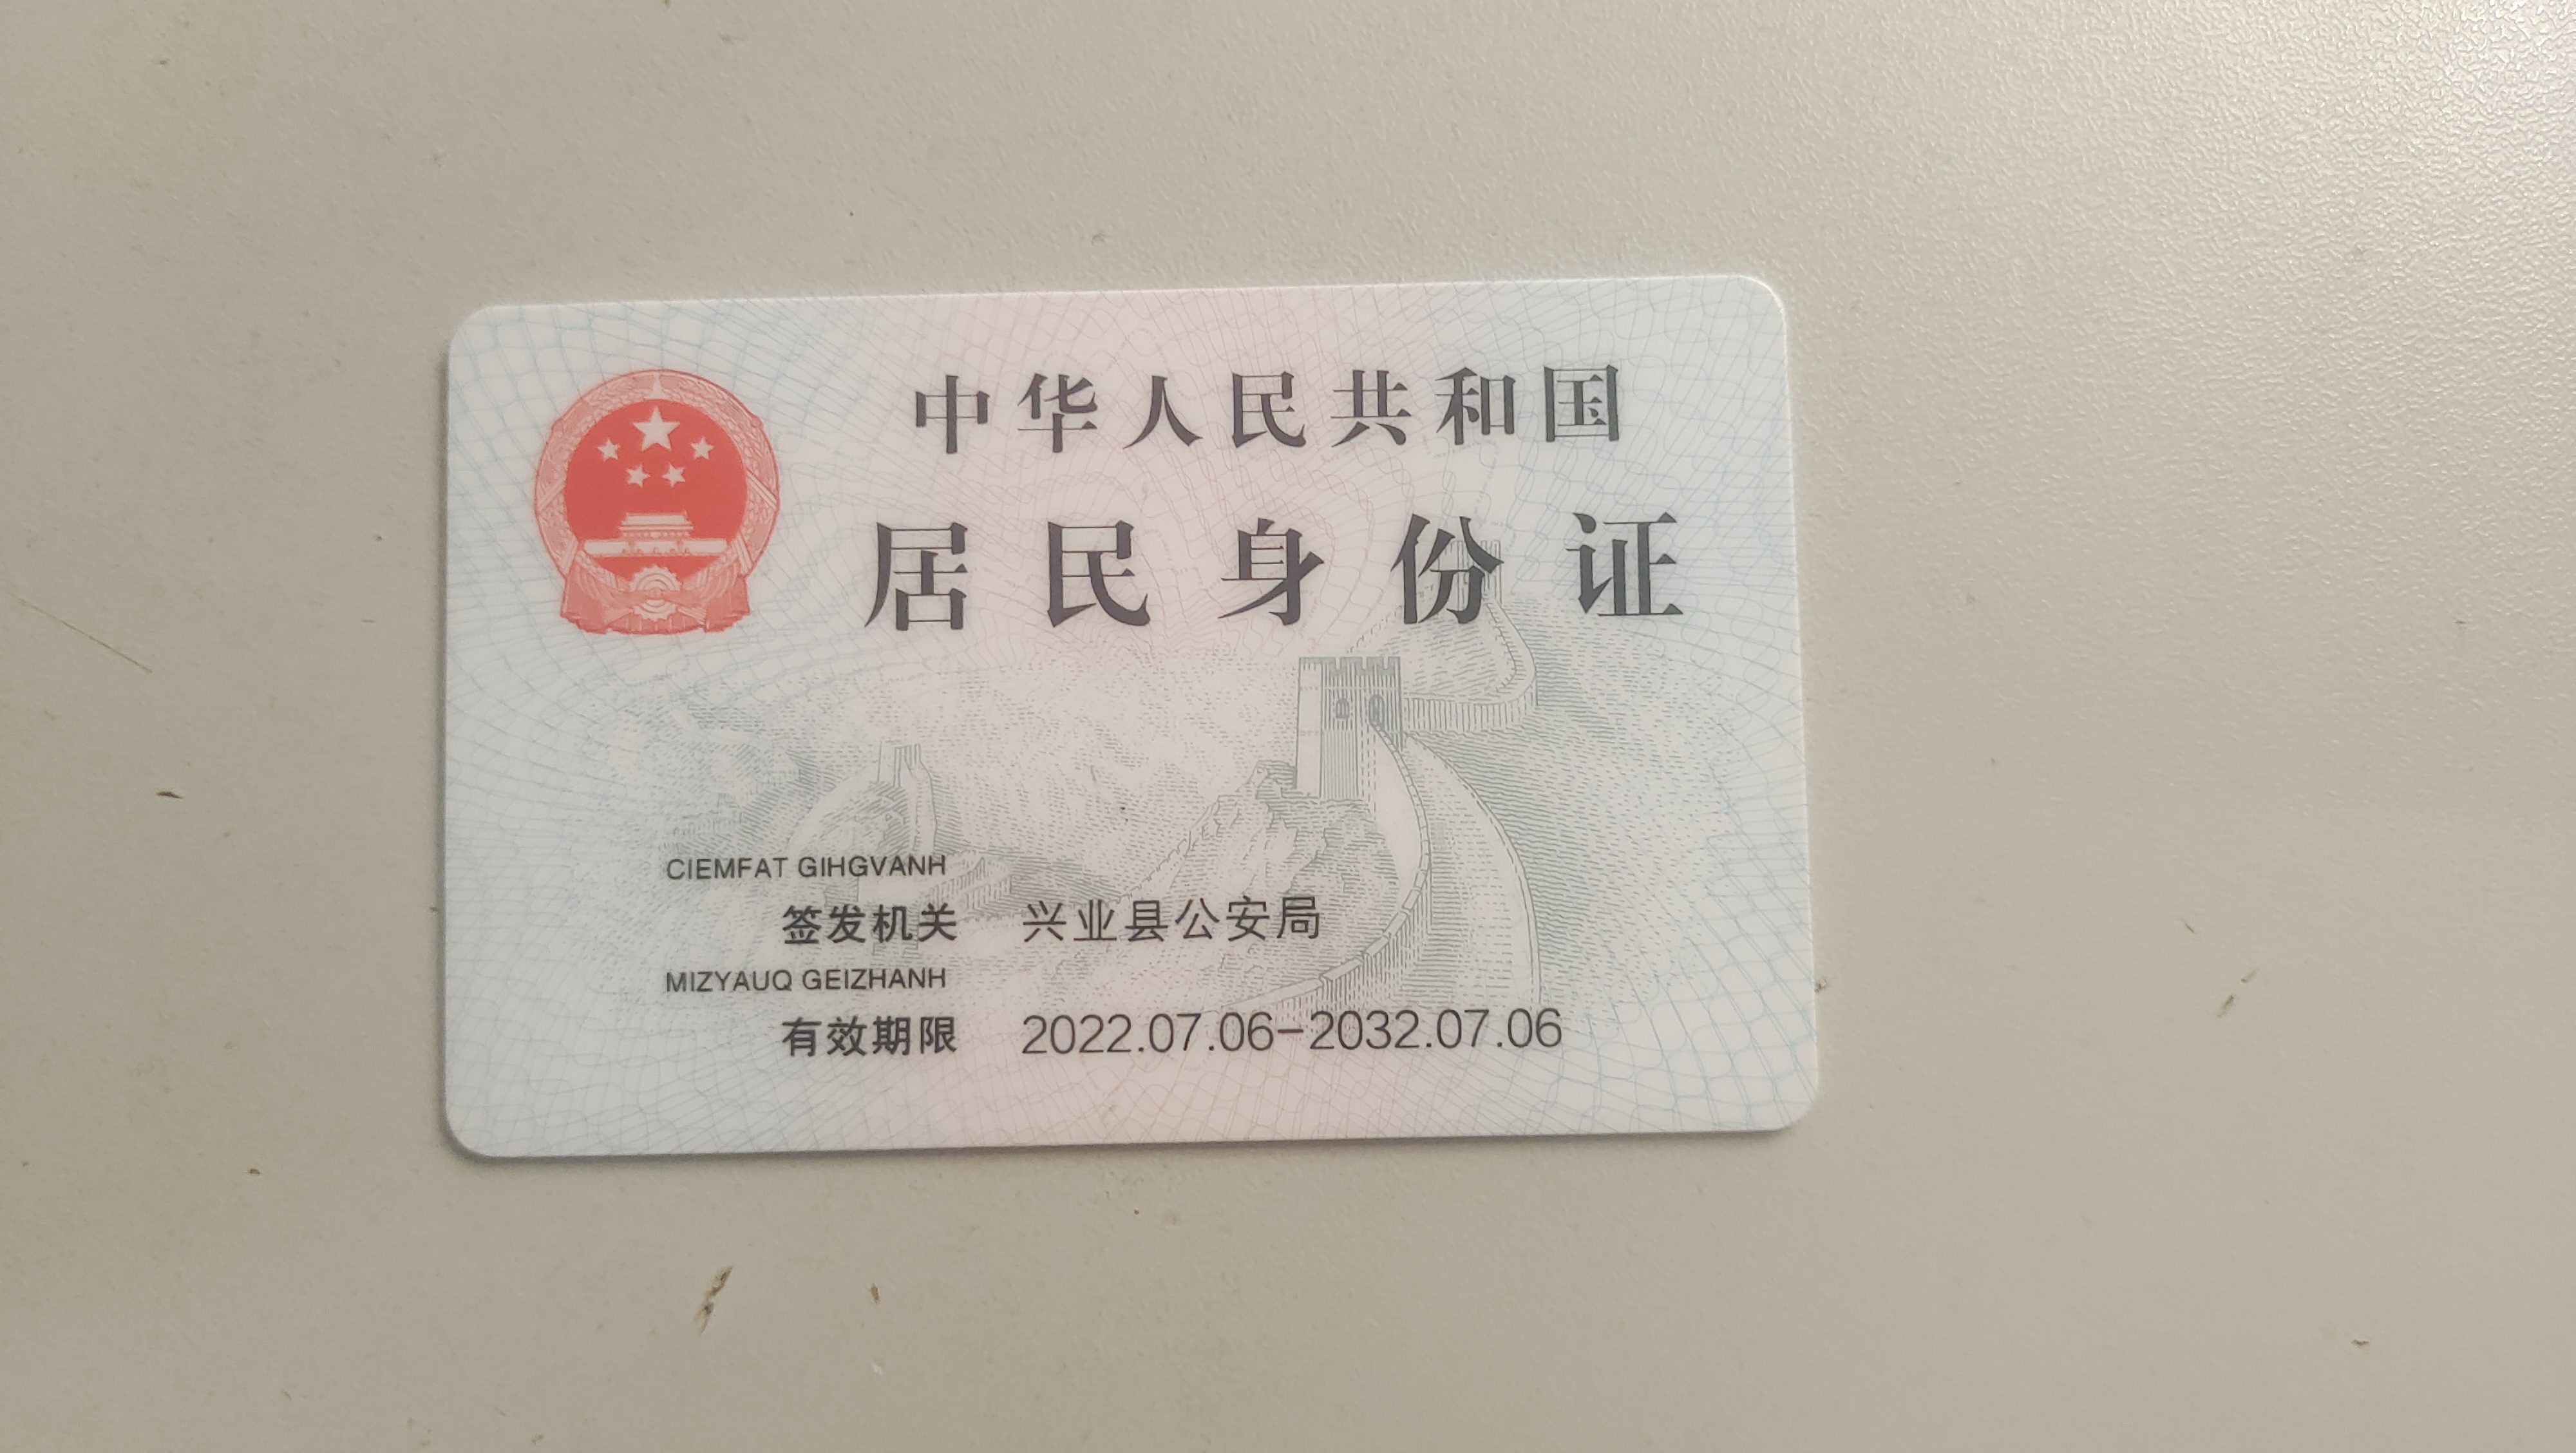 中华人民共和国
居民身份证
CIEMFAT GIHGVANH
签发机关 兴业县公安局
MIZYAUQ GEIZHANH
有效期限 2022.07.06-2032.07.06